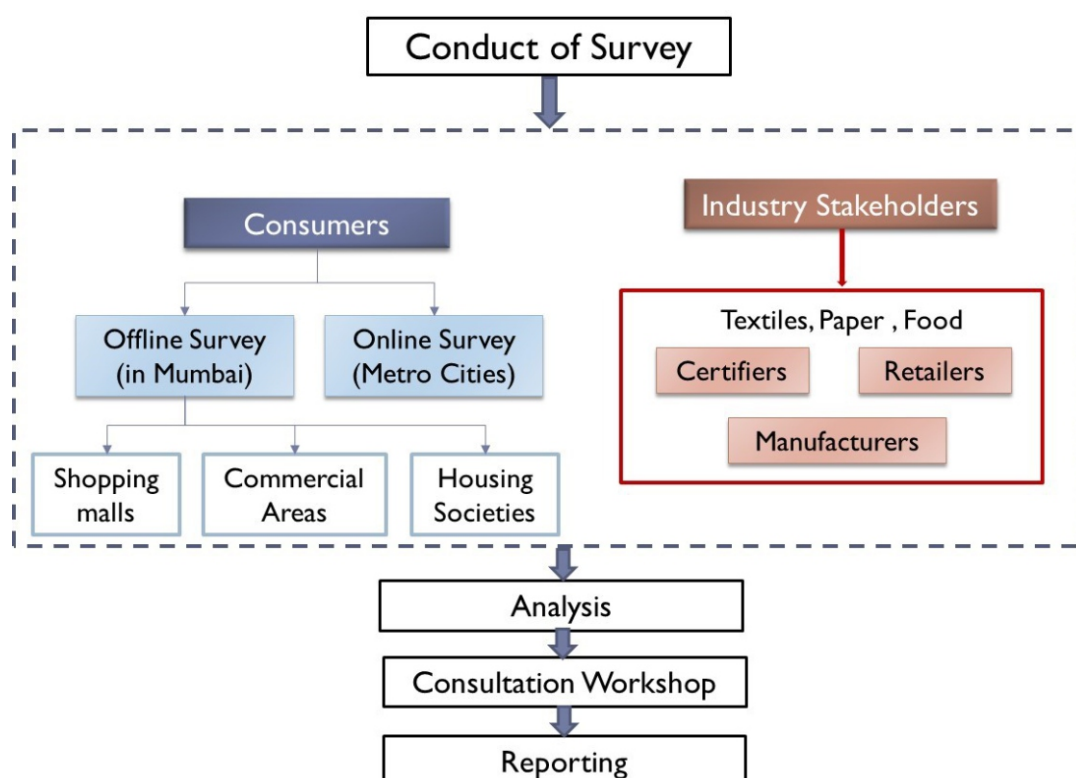 Conduct of Survey
Consumers
Industry Stakeholders
Offline Survey
(in Mumbai)
Online Survey
(Metro Cities)
Shopping
malls
Commercial
Areas
Housing
Societies
Textiles, Paper , Food
Certifiers
Retailers
Manufacturers
Analysis
Consultation Workshop
Reporting